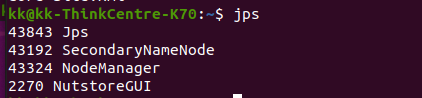 kk@kk-ThinkCentre-K70:~$ jps
43843 Jps
43192 SecondaryNameNode
43324 NodeManager
2270 NutstoreGUI